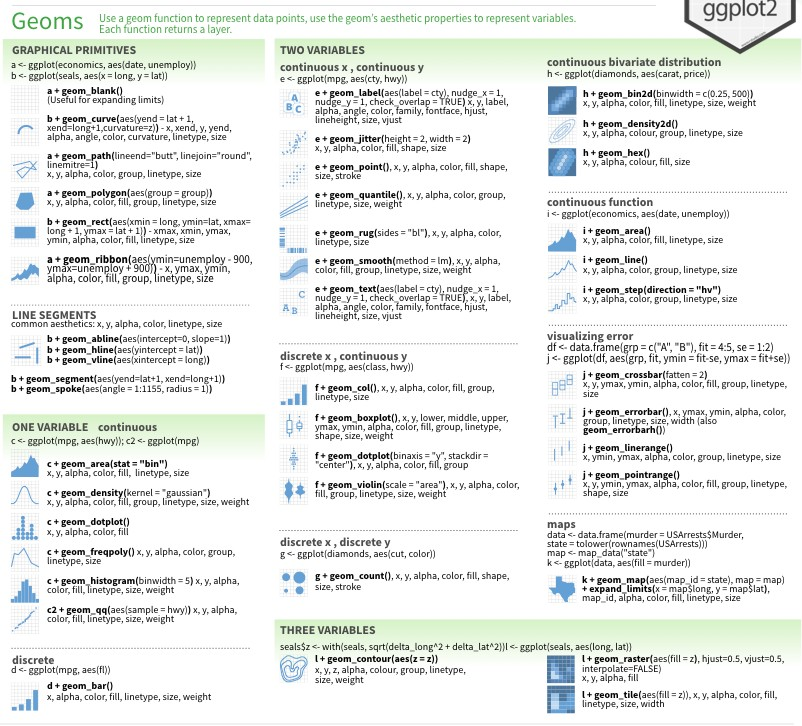 Geoms
Use a geom function to represent data points, use the geom's aesthetic properties to represent variables.
Each function returns a layer.
ggplot2
GRAPHICAL PRIMITIVES
a <- ggplot(economics, aes(date, unemploy))
b <- ggplot(seals, aes(x = long, y = lat))
a + geom_blank()
(Useful for expanding limits)
b + geom_curve(aes(yend = lat + 1,
xend=long+1,curvature=z)) - x, xend, y, yend,
alpha, angle, color, curvature, linetype, size
a + geom_path(lineend="butt", linejoin="round",
linemitre=1)
x, y, alpha, color, group, linetype, size
a + geom_polygon(aes(group = group))
x, y, alpha, color, fill, group, linetype, size
b + geom_rect(aes(xmin = long, ymin=lat, xmax=
long + 1, ymax = lat + 1)) - xmax, xmin, ymax,
ymin, alpha, color, fill, linetype, size
a + geom_ribbon(aes(ymin=unemploy - 900,
ymax=unemploy + 900)) - x, ymax, ymin,
alpha, color, fill, group, linetype, size
LINE SEGMENTS
common aesthetics: x, y, alpha, color, linetype, size
b + geom_abline(aes(intercept=0, slope=1))
b + geom_hline(aes(yintercept = lat))
b + geom_vline(aes(xintercept = long))
b + geom_segment(aes(yend=lat+1, xend=long+1))
b + geom_spoke(aes(angle = 1:1155, radius = 1))
ONE VARIABLE continuous
c <- ggplot(mpg, aes(hwy)); c2 <- ggplot(mpg)
c + geom_area(stat = "bin")
x, y, alpha, color, fill, linetype, size
c + geom_density(kernel = "gaussian")
x, y, alpha, color, fill, group, linetype, size, weight
c + geom_dotplot()
x, y, alpha, color, fill
c + geom_freqpoly() x, y, alpha, color, group,
linetype, size
c + geom_histogram(binwidth = 5) x, y, alpha,
color, fill, linetype, size, weight
c2 + geom_qq(aes(sample = hwy)) x, y, alpha,
color, fill, linetype, size, weight
discrete
d <- ggplot(mpg, aes(fl))
d + geom_bar()
x, alpha, color, fill, linetype, size, weight
TWO VARIABLES
continuous x , continuous y
e <- ggplot(mpg, aes(cty, hwy))
A
B C
e + geom_label(aes(label = cty), nudge_x = 1,
nudge_y = 1, check_overlap = TRUE) x, y, label,
alpha, angle, color, family, fontface, hjust,
lineheight, size, vjust
e + geom_jitter(height = 2, width = 2)
x, y, alpha, color, fill, shape, size
e + geom_point(), x, y, alpha, color, fill, shape,
size, stroke
e + geom_quantile(), x, y, alpha, color, group,
linetype, size, weight
e + geom_rug(sides = "bl"), x, y, alpha, color,
linetype, size
e + geom_smooth(method = lm), x, y, alpha,
color, fill, group, linetype, size, weight
A
B C
e + geom_text(aes(label = cty), nudge_x = 1,
nudge_y = 1, check_overlap = TRUE), x, y, label,
alpha, angle, color, family, fontface, hjust,
lineheight, size, vjust
discrete x , continuous y
f <- ggplot(mpg, aes(class, hwy))
f + geom_col(), x, y, alpha, color, fill, group,
linetype, size
f + geom_boxplot(), x, y, lower, middle, upper,
ymax, ymin, alpha, color, fill, group, linetype,
shape, size, weight
f + geom_dotplot(binaxis = "y", stackdir =
"center"), x, y, alpha, color, fill, group
f + geom_violin(scale = "area"), x, y, alpha, color,
fill, group, linetype, size, weight
discrete x , discrete y
g <- ggplot(diamonds, aes(cut, color))
g + geom_count(), x, y, alpha, color, fill, shape,
size, stroke
continuous bivariate distribution
h <- ggplot(diamonds, aes(carat, price))
h + geom_bin2d(binwidth = c(0.25, 500))
x, y, alpha, color, fill, linetype, size, weight
h + geom_density2d()
x, y, alpha, colour, group, linetype, size
h + geom_hex()
x, y, alpha, colour, fill, size
continuous function
i <- ggplot(economics, aes(date, unemploy))
i + geom_area()
x, y, alpha, color, fill, linetype, size
i + geom_line()
x, y, alpha, color, group, linetype, size
i + geom_step(direction = "hv")
x, y, alpha, color, group, linetype, size
visualizing error
df <- data.frame(grp = c("A", "B"), fit = 4:5, se = 1:2)
j <- ggplot(df, aes(grp, fit, ymin = fit-se, ymax = fit+se))
j + geom_crossbar(fatten = 2)
x, y, ymax, ymin, alpha, color, fill, group, linetype,
size
j + geom_errorbar(), x, ymax, ymin, alpha, color,
group, linetype, size, width (also
geom_errorbarh())
j + geom_linerange()
x, ymin, ymax, alpha, color, group, linetype, size
j + geom_pointrange()
x, y, ymin, ymax, alpha, color, fill, group, linetype,
shape, size
maps
data <- data.frame(murder = USArrests$Murder,
state = tolower(rownames(USArrests)))
map <- map_data("state")
k <- ggplot(data, aes(fill = murder))
k + geom_map(aes(map_id = state), map = map)
+ expand_limits(x = map$long, y = map$lat),
map_id, alpha, color, fill, linetype, size
THREE VARIABLES
seals$z <- with(seals, sqrt(delta_long^2 + delta_lat^2))l <- ggplot(seals, aes(long, lat))
l + geom_contour(aes(z = z))
x, y, z, alpha, colour, group, linetype,
size, weight
l + geom_raster(aes(fill = z), hjust=0.5, vjust=0.5,
interpolate=FALSE)
x, y, alpha, fill
l + geom_tile(aes(fill = z)), x, y, alpha, color, fill,
linetype, size, width